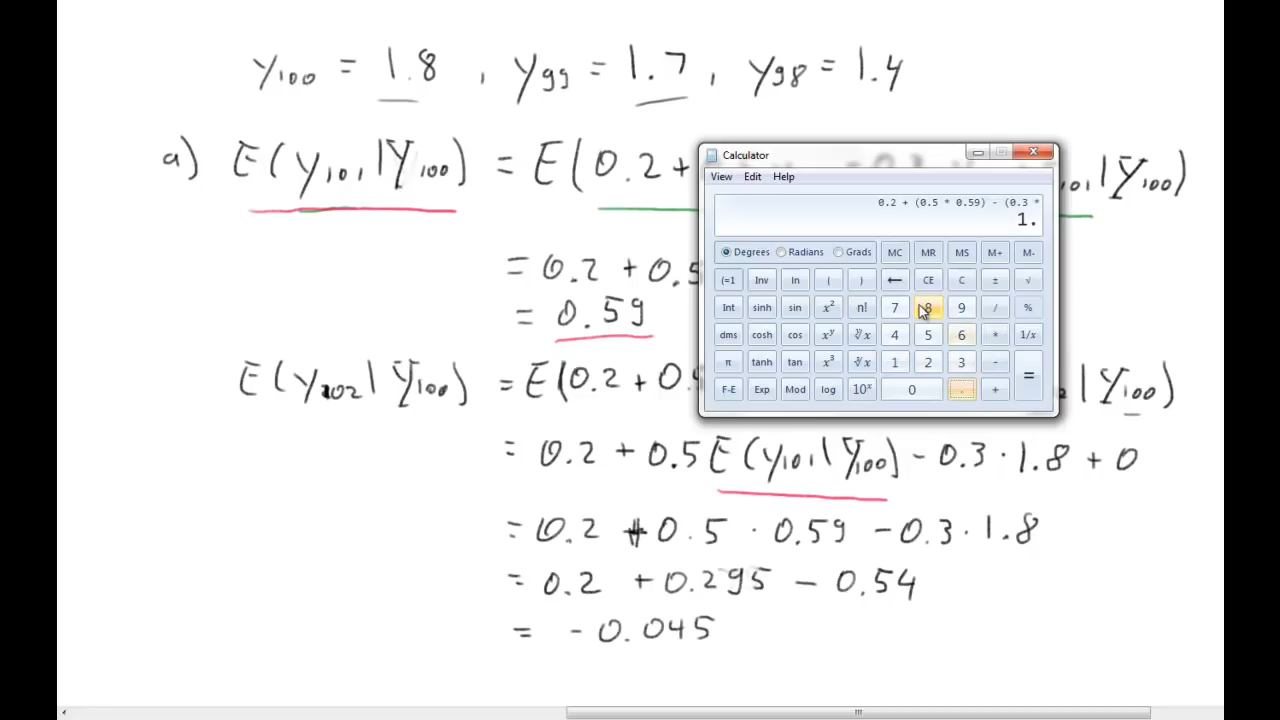 y₁₀₀ = 1.8 , y₉₉ = 1.7 , y₉₈ = 1.4
a) E(y₁₀₁|Y₁₀₀) = E(0.2+ ₁₀₁|Y₁₀₀)
= 0.2 + 0.5
= 0.59
E(y₁₀₂|Y₁₀₀) = E(0.2+0. |Y₁₀₀)
= 0.2 + 0.5 E(y₁₀₁|Y₁₀₀) - 0.3 · 1.8 + 0
= 0.2 + 0.5 · 0.59 - 0.3 · 1.8
= 0.2 + 0.295 - 0.54
= - 0.045
Calculator
View Edit Help
0.2 + (0.5 * 0.59) - (0.3 *
1.
Degrees Radians Grads MC MR MS M+ M-
(=1 Inv ln ( ) ← CE C ± √
Int sinh sin x² n! 7 8 9 / %
dms cosh cos xʸ ʸ√x 4 5 6 * 1/x
π tanh tan x³ ³√x 1 2 3 - =
F-E Exp Mod log 10ˣ 0 . +